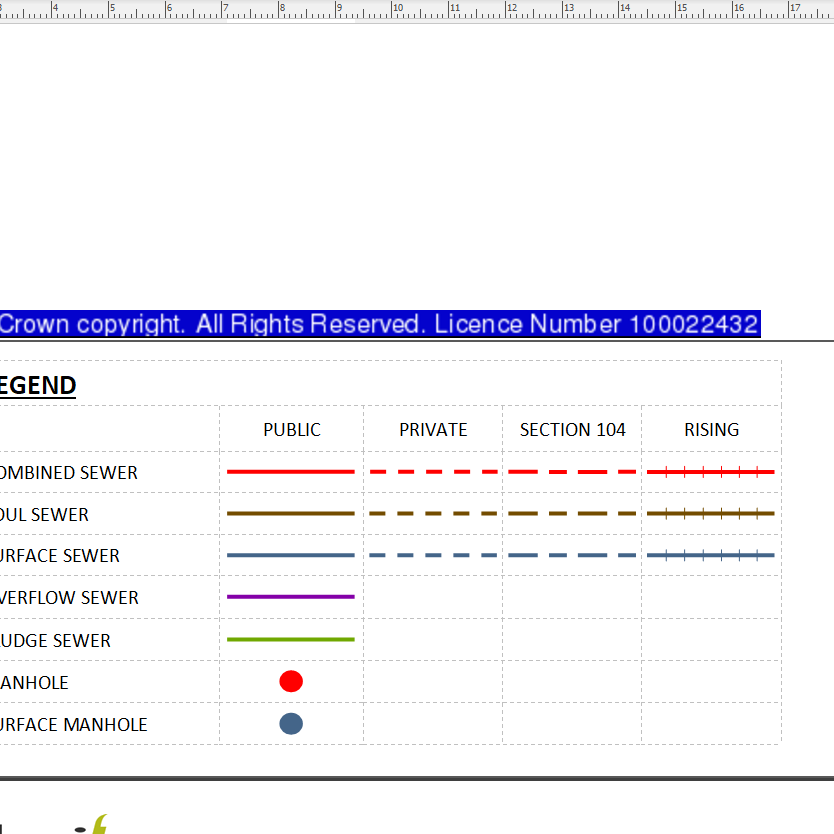 3 4 5 6 7 8 9 10 11 12 13 14 15 16 17
Crown copyright. All Rights Reserved. Licence Number 100022432
EGEND
PUBLIC PRIVATE SECTION 104 RISING
OMBINED SEWER
OUL SEWER
URFACE SEWER
VERFLOW SEWER
UDGE SEWER
ANHOLE
URFACE MANHOLE